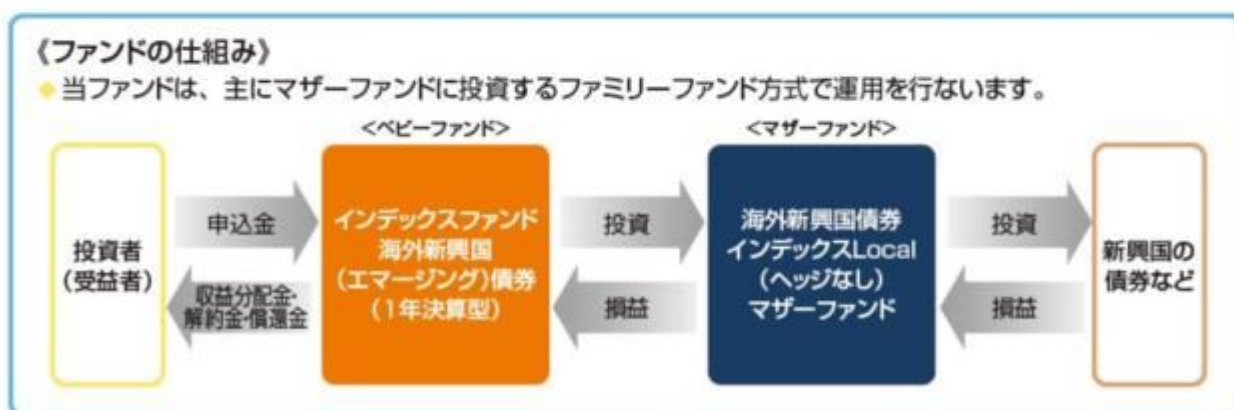 《ファンドの仕組み》
◆当ファンドは、主にマザーファンドに投資するファミリーファンド方式で運用を行ないます。
<ベビーファンド>
<マザーファンド>
投資者
(受益者)
申込金
収益分配金・
解約金・償還金
インデックスファンド
海外新興国
(エマージング)債券
(1年決算型)
投資
損益
海外新興国債券
インデックスLocal
(ヘッジなし)
マザーファンド
投資
損益
新興国の
債券など